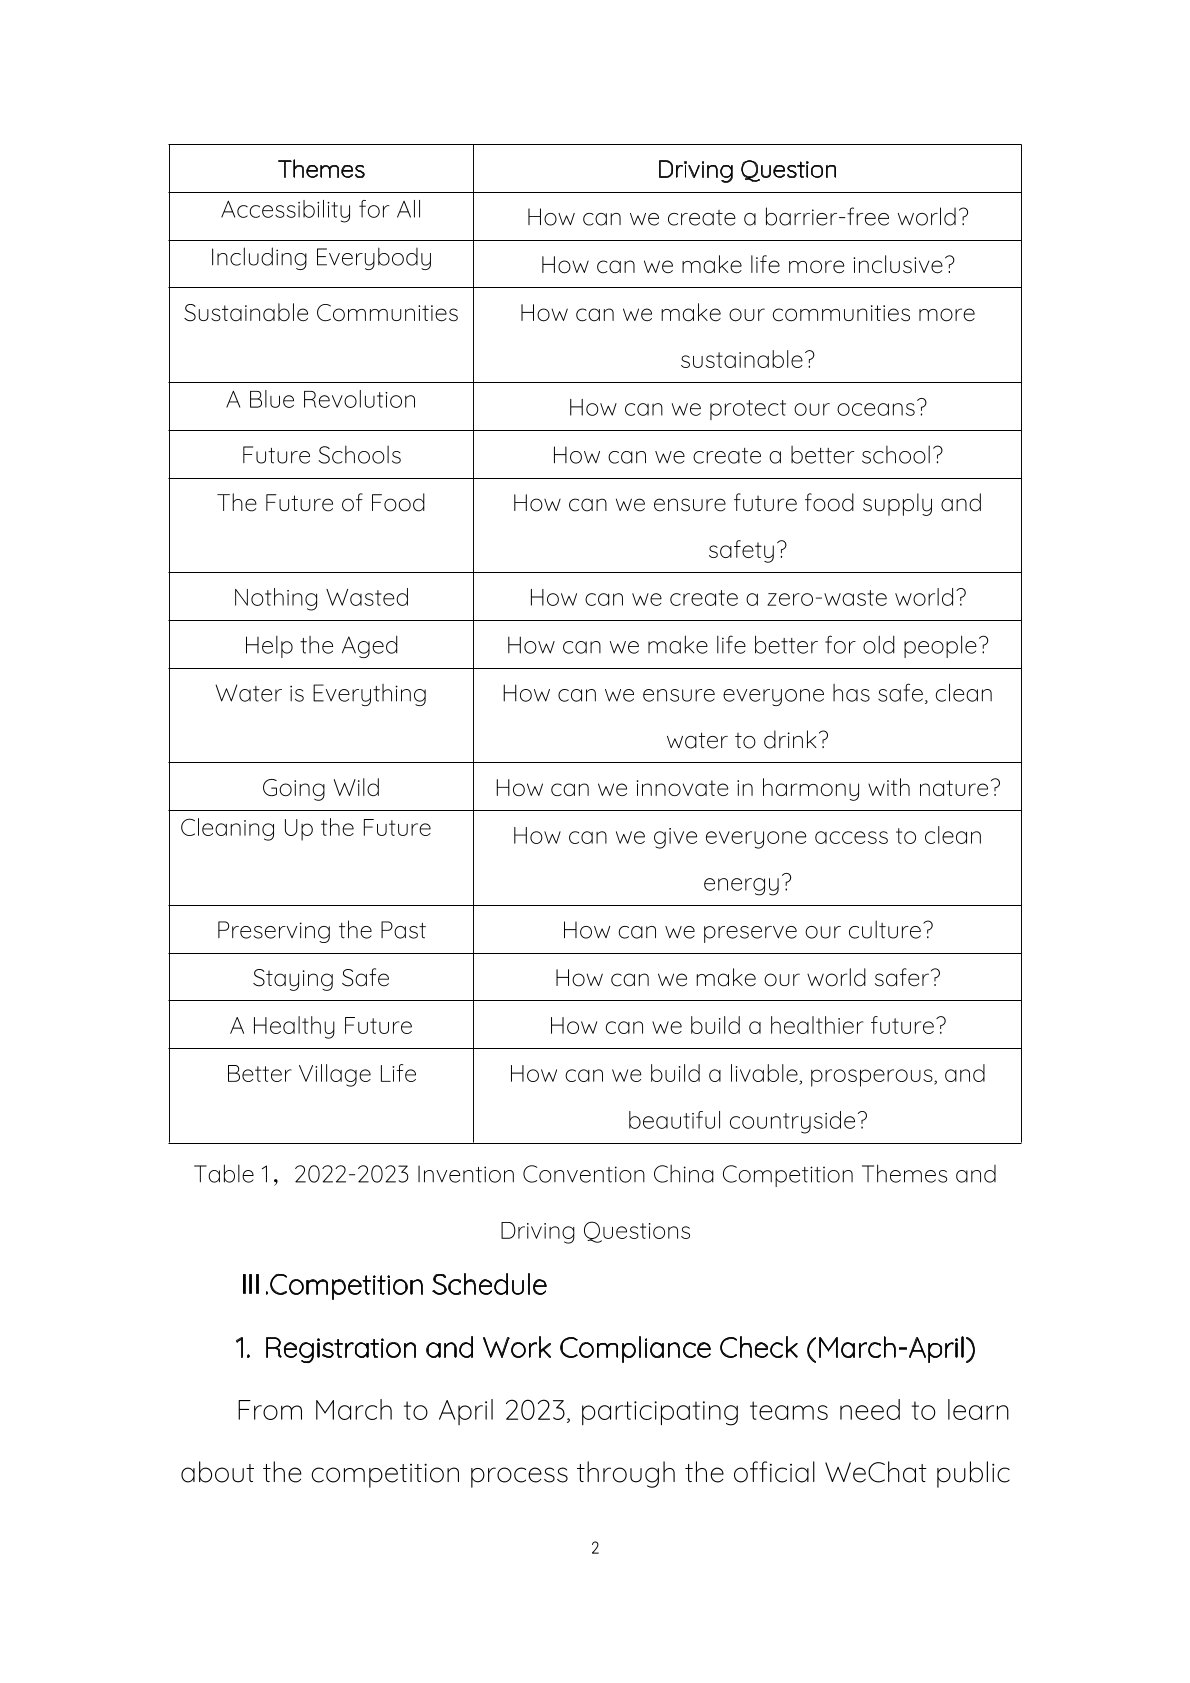 Themes
Driving Question
Accessibility for All
How can we create a barrier-free world?
Including Everybody
How can we make life more inclusive?
Sustainable Communities
How can we make our communities more
sustainable?
A Blue Revolution
How can we protect our oceans?
Future Schools
How can we create a better school?
The Future of Food
How can we ensure future food supply and
safety?
Nothing Wasted
How can we create a zero-waste world?
Help the Aged
How can we make life better for old people?
Water is Everything
How can we ensure everyone has safe, clean
water to drink?
Going Wild
How can we innovate in harmony with nature?
Cleaning Up the Future
How can we give everyone access to clean
energy?
Preserving the Past
How can we preserve our culture?
Staying Safe
How can we make our world safer?
A Healthy Future
How can we build a healthier future?
Better Village Life
How can we build a livable, prosperous, and
beautiful countryside?
Table 1，2022-2023 Invention Convention China Competition Themes and
Driving Questions
Ⅲ.Competition Schedule
1. Registration and Work Compliance Check (March-April)
From March to April 2023, participating teams need to learn
about the competition process through the official WeChat public
2